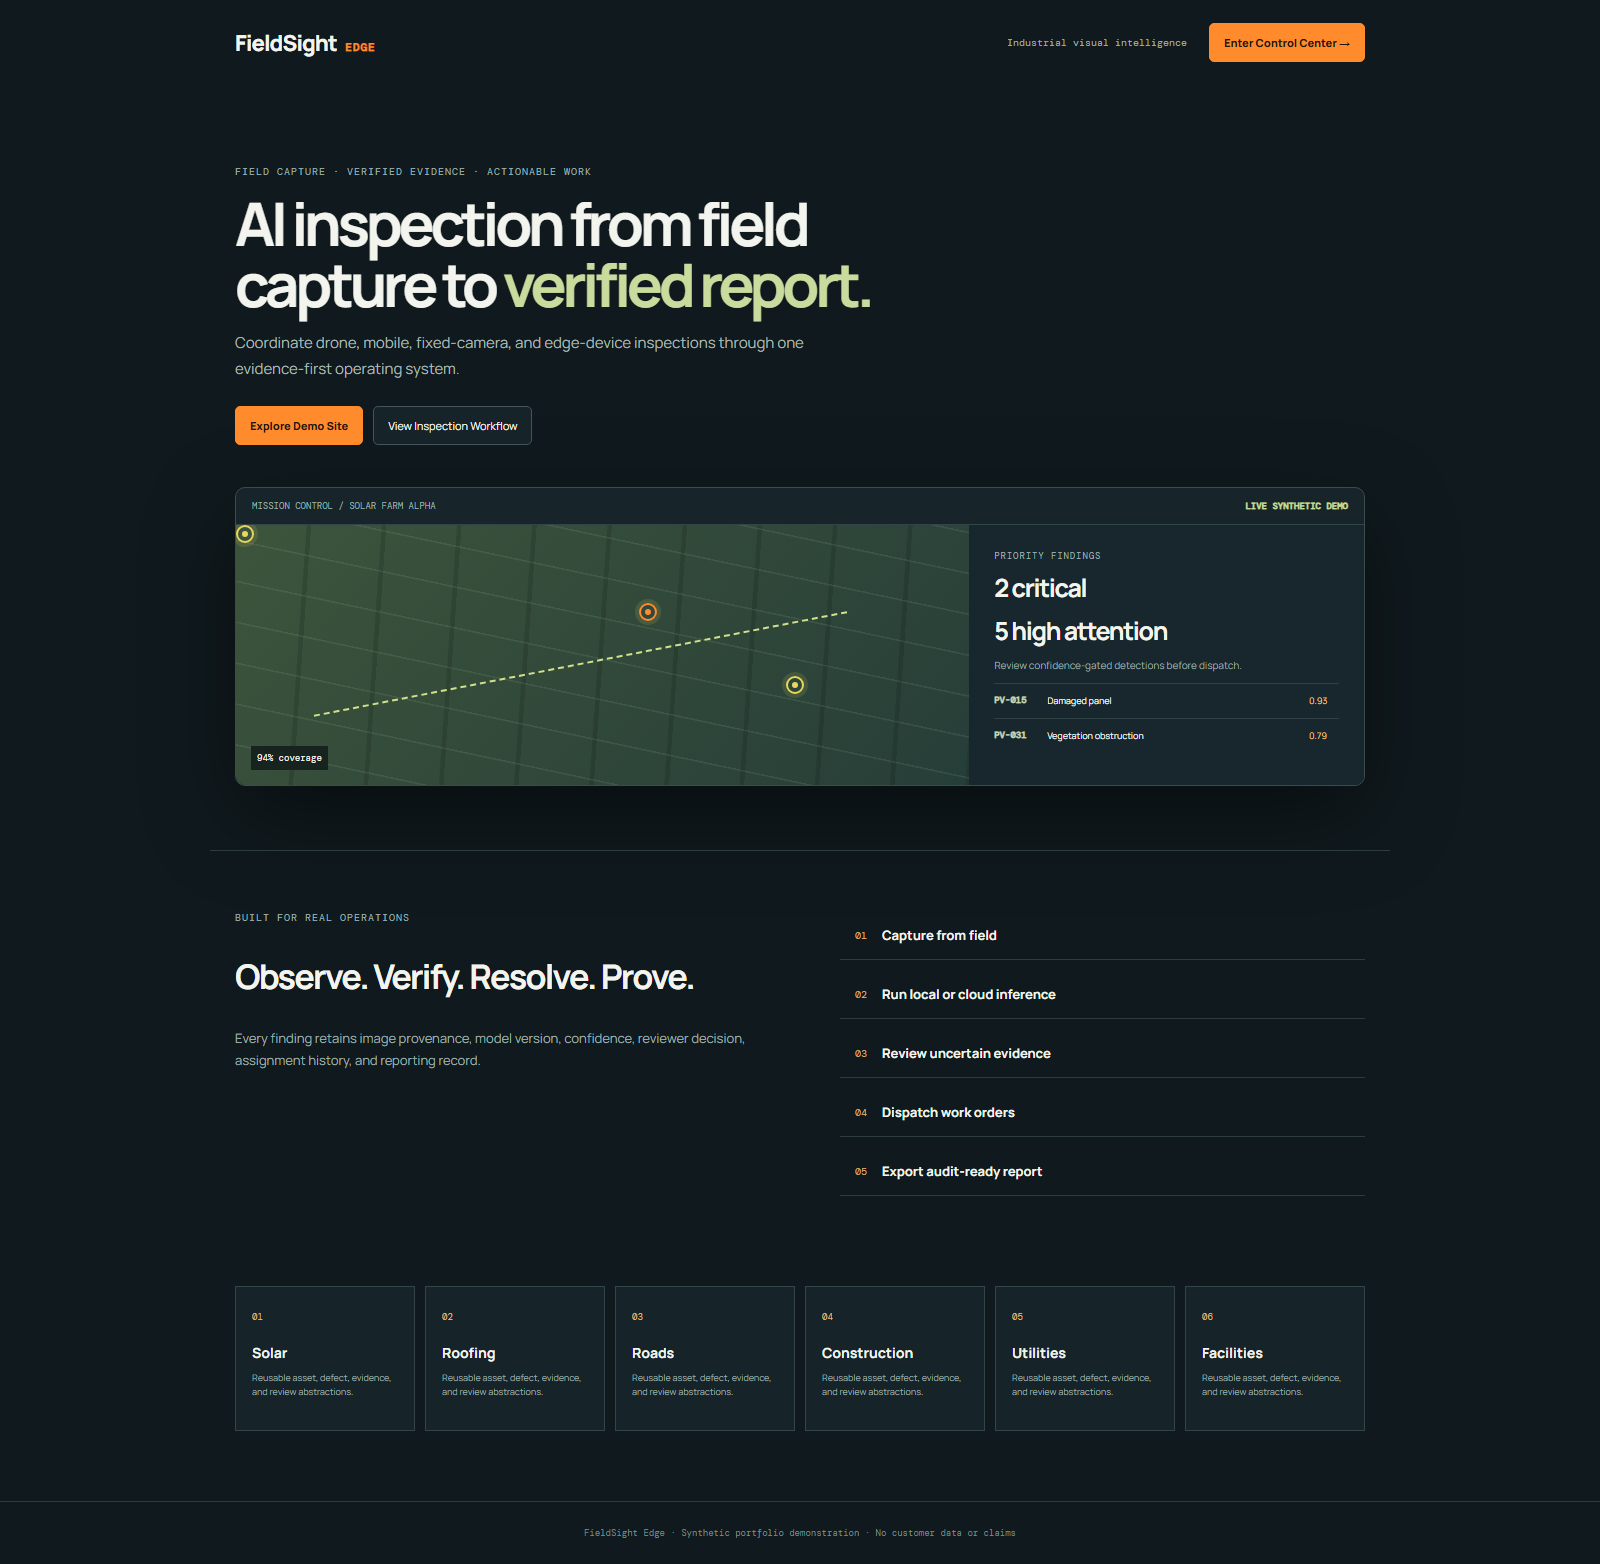 FieldSight EDGE
Industrial visual intelligence
Enter Control Center →
FIELD CAPTURE · VERIFIED EVIDENCE · ACTIONABLE WORK
AI inspection from field
capture to verified report.
Coordinate drone, mobile, fixed-camera, and edge-device inspections through one
evidence-first operating system.
Explore Demo Site
View Inspection Workflow
MISSION CONTROL / SOLAR FARM ALPHA
LIVE SYNTHETIC DEMO
94% coverage
PRIORITY FINDINGS
2 critical
5 high attention
Review confidence-gated detections before dispatch.
PV-015 Damaged panel 0.93
PV-031 Vegetation obstruction 0.79
BUILT FOR REAL OPERATIONS
Observe. Verify. Resolve. Prove.
Every finding retains image provenance, model version, confidence, reviewer decision,
assignment history, and reporting record.
01 Capture from field
02 Run local or cloud inference
03 Review uncertain evidence
04 Dispatch work orders
05 Export audit-ready report
01
Solar
Reusable asset, defect, evidence,
and review abstractions.
02
Roofing
Reusable asset, defect, evidence,
and review abstractions.
03
Roads
Reusable asset, defect, evidence,
and review abstractions.
04
Construction
Reusable asset, defect, evidence,
and review abstractions.
05
Utilities
Reusable asset, defect, evidence,
and review abstractions.
06
Facilities
Reusable asset, defect, evidence,
and review abstractions.
FieldSight Edge · Synthetic portfolio demonstration · No customer data or claims